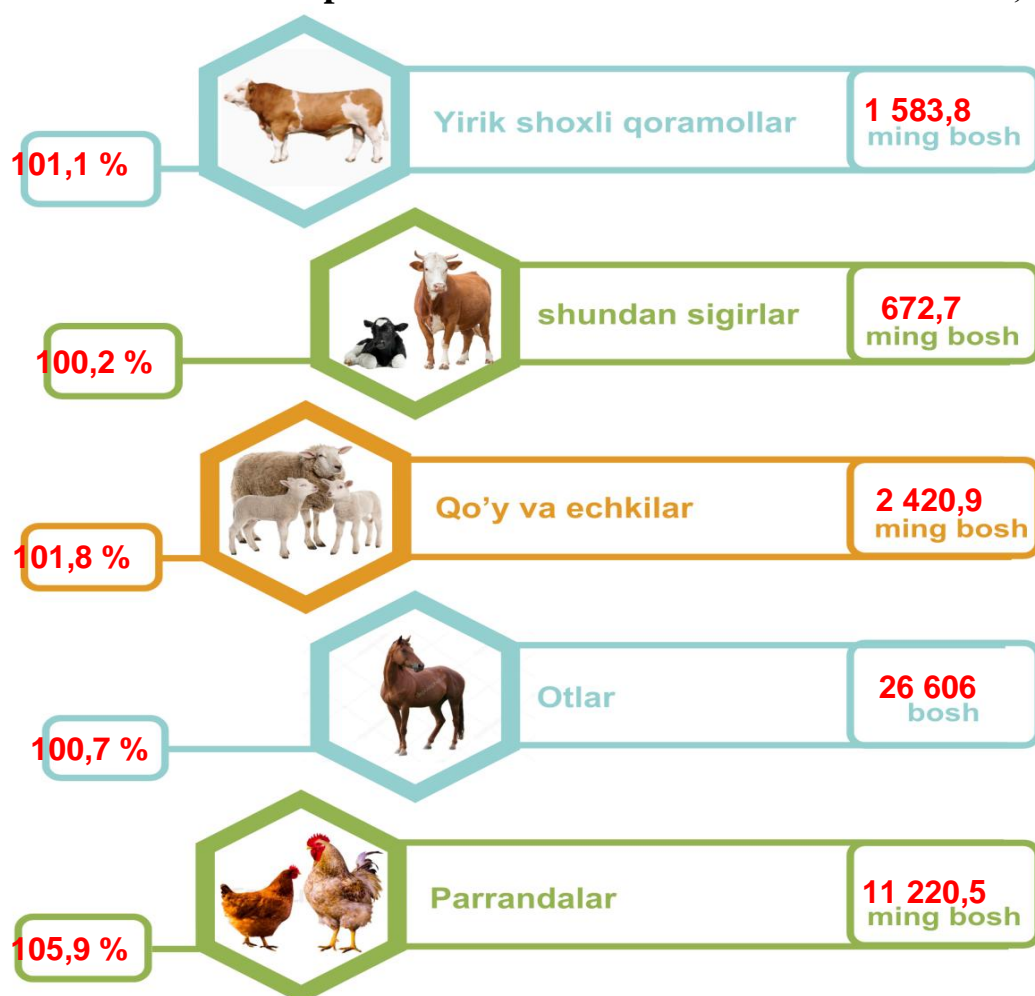 Yirik shoxli qoramollar
1 583,8
ming bosh
101,1 %
shundan sigirlar
672,7
ming bosh
100,2 %
Qo’y va echkilar
2 420,9
ming bosh
101,8 %
Otlar
26 606
bosh
100,7 %
Parrandalar
11 220,5
ming bosh
105,9 %